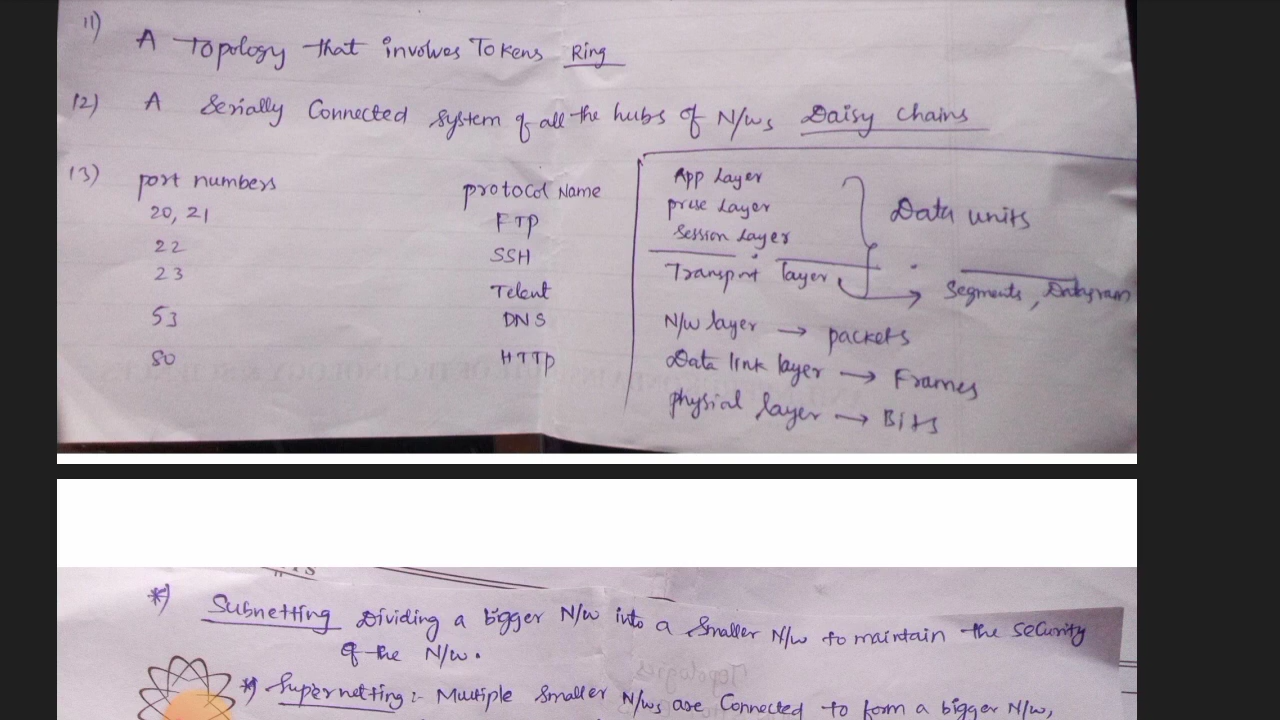 11) A Topology that involves Tokens Ring
12) A Serially Connected System of all the hubs of N/ws Daisy chains
13) port numbers protocol Name
20, 21 FTP
22 SSH
23 Telent
53 DNS
80 HTTP
App Layer
prese Layer
Session Layer
Data units
Transport layer
Segments, Datagram
N/w layer → packets
Data link layer → Frames
physial layer → Bits
*) Subnetting Dividing a bigger N/w into a Smaller N/w to maintain the security
of the N/w.
*) Supernetting :- Multiple Smaller N/ws are Connected to form a bigger N/w,